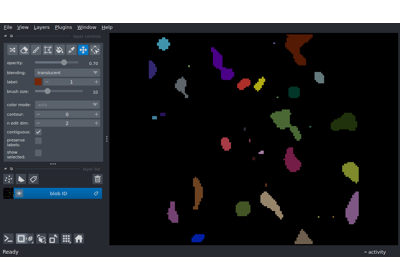 File View Layers Plugins Window Help
opacity: 0.70
blending: translucent
label: 1
brush size: 10
color mode: auto
contour: 0
n edit dim: 2
contiguous:
preserve labels:
show selected:
blob ID
Ready
activity